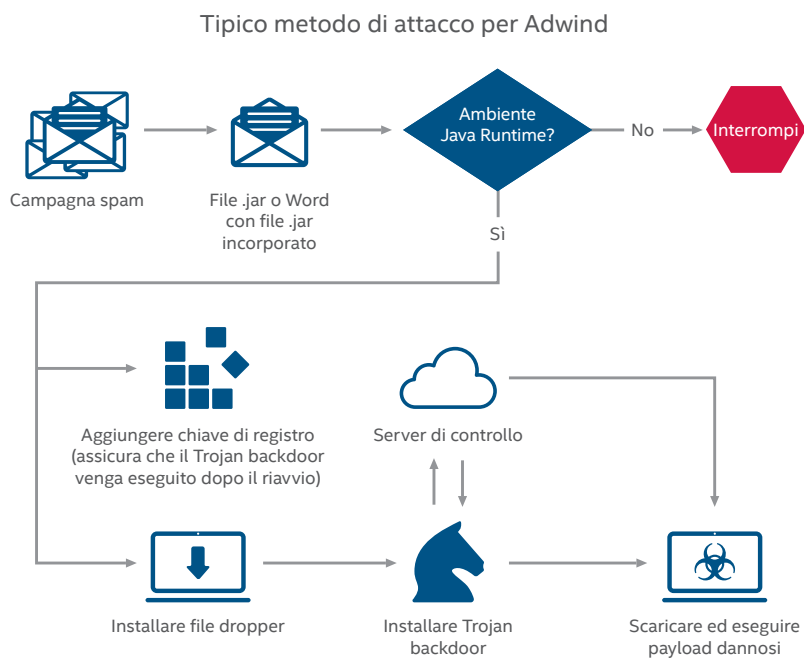 Tipico metodo di attacco per Adwind
Ambiente
Java Runtime?
No
Interrompi
Campagna spam
File .jar o Word
con file .jar
incorporato
Sì
Aggiungere chiave di registro
(assicura che il Trojan backdoor
venga eseguito dopo il riavvio)
Server di controllo
Installare file dropper
Installare Trojan
backdoor
Scaricare ed eseguire
payload dannosi